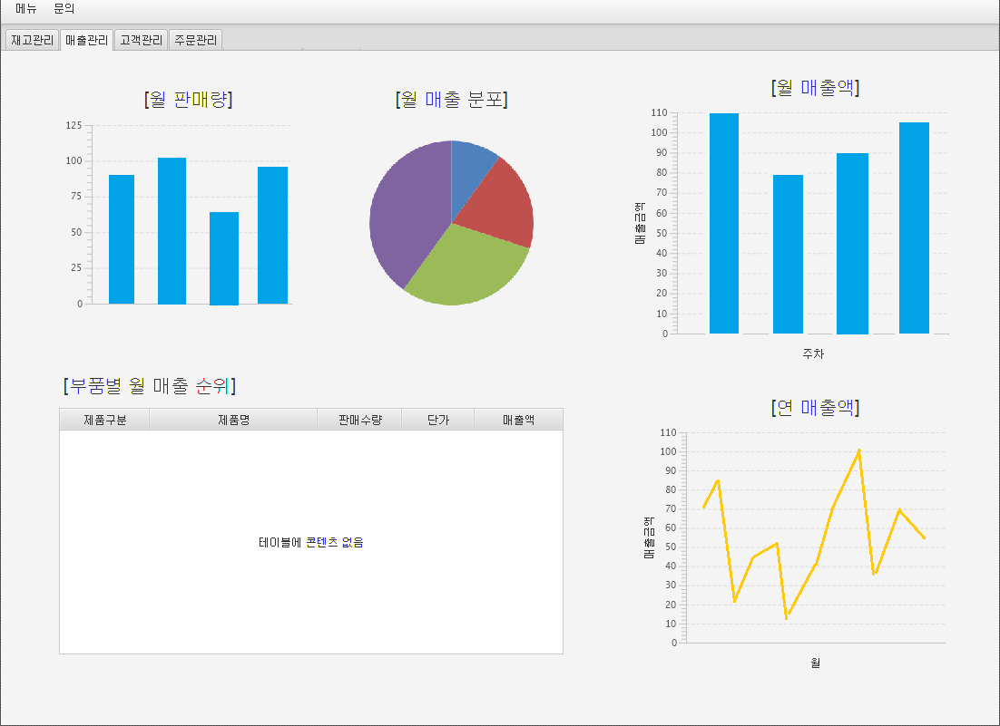 메뉴 문의
재고관리 매출관리 고객관리 주문관리
[월 판매량]
125
100
75
50
25
0
[월 매출 분포]
[월 매출액]
매출금액
110
100
90
80
70
60
50
40
30
20
10
0
주차
[부품별 월 매출 순위]
제품구분 제품명 판매수량 단가 매출액
테이블에 콘텐츠 없음
[연 매출액]
매출금액
110
100
90
80
70
60
50
40
30
20
10
0
월